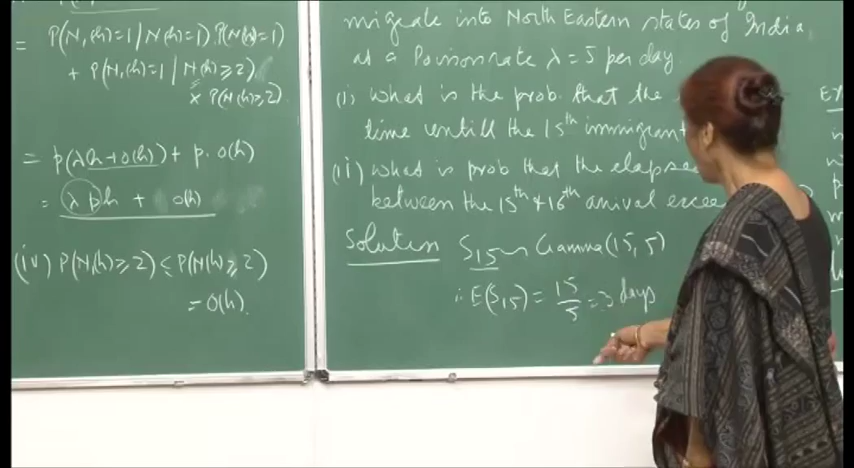 = P(N₁(h)=1/N(h)=1).P(N(h)=1)
+ P(N₁(h)=1 | N(h)≥2)
× P(N(h)≥2)
= p(λh+o(h))+ p. o(h)
= λ ph + o(h)
(iv) P(N₁(h)≥2) ≤ P(N(h)≥2)
= o(h).
migrate into North Eastern states of India
at a Poisson rate λ = 5 per day
(i) what is the prob. that the
time untill the 15th immigrant
(ii) what is prob that the elapsed
between the 15th & 16th arrival
Solution S15 ~ Gamma(15, 5)
∴ E(S15) = 15/5 = 3 days